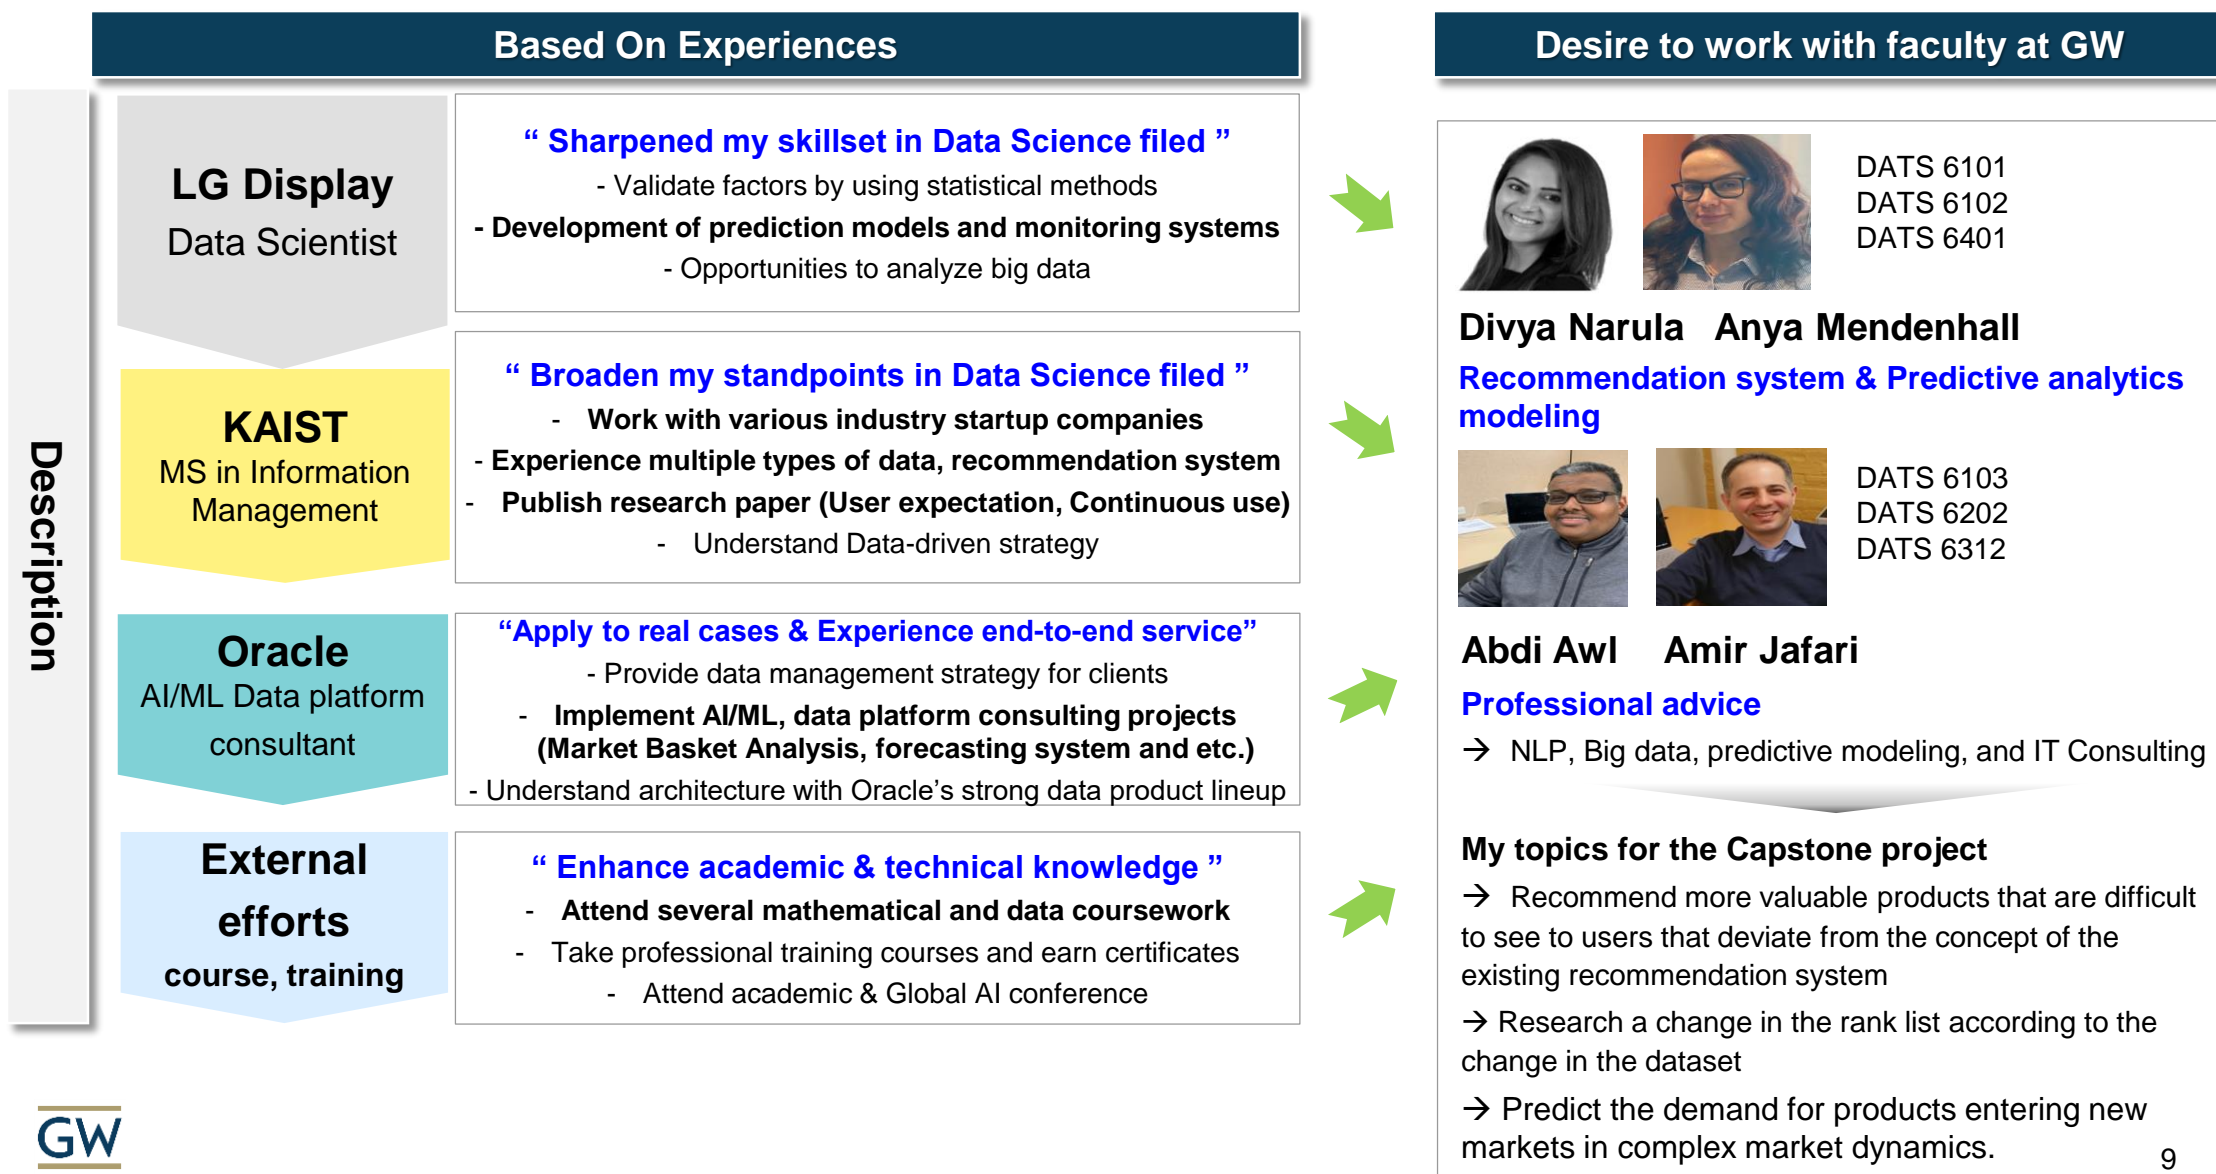 Based On Experiences
Description
LG Display
Data Scientist
“ Sharpened my skillset in Data Science filed ”
- Validate factors by using statistical methods
- Development of prediction models and monitoring systems
- Opportunities to analyze big data
KAIST
MS in Information
Management
“ Broaden my standpoints in Data Science filed ”
- Work with various industry startup companies
- Experience multiple types of data, recommendation system
- Publish research paper (User expectation, Continuous use)
- Understand Data-driven strategy
Oracle
AI/ML Data platform
consultant
“Apply to real cases & Experience end-to-end service”
- Provide data management strategy for clients
- Implement AI/ML, data platform consulting projects
(Market Basket Analysis, forecasting system and etc.)
- Understand architecture with Oracle’s strong data product lineup
External
efforts
course, training
“ Enhance academic & technical knowledge ”
- Attend several mathematical and data coursework
- Take professional training courses and earn certificates
- Attend academic & Global AI conference
Desire to work with faculty at GW
DATS 6101
DATS 6102
DATS 6401
Divya Narula Anya Mendenhall
Recommendation system & Predictive analytics
modeling
DATS 6103
DATS 6202
DATS 6312
Abdi Awl Amir Jafari
Professional advice
→ NLP, Big data, predictive modeling, and IT Consulting
My topics for the Capstone project
→ Recommend more valuable products that are difficult
to see to users that deviate from the concept of the
existing recommendation system
→ Research a change in the rank list according to the
change in the dataset
→ Predict the demand for products entering new
markets in complex market dynamics.
GW
9